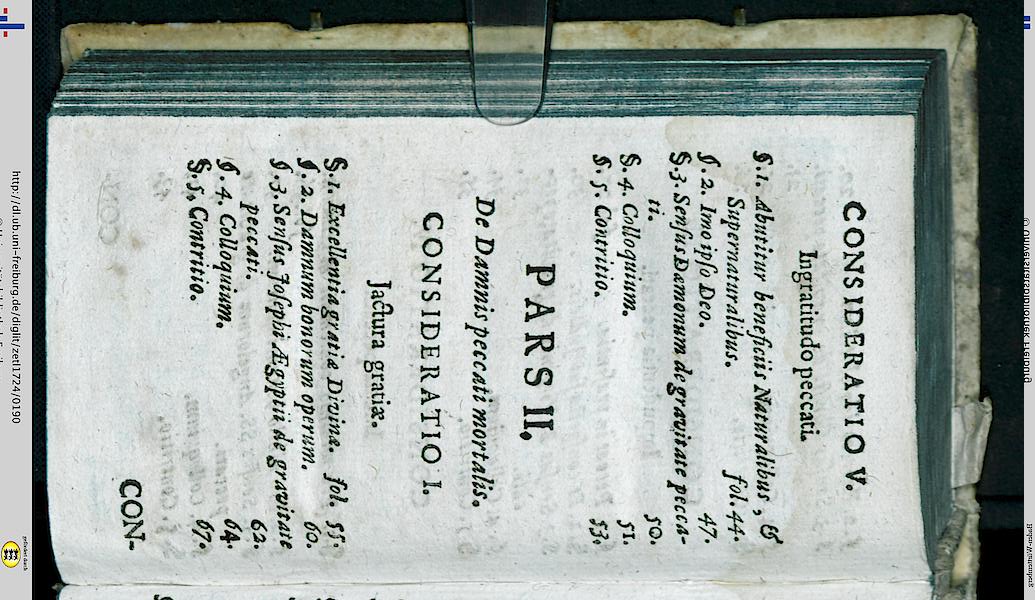 CONSIDERATIO V.
Ingratitudo peccati.
§. 1. Abutitur beneficiis Naturalibus, &
Supernaturalibus. fol. 44.
§. 2. Imo ipso Deo. 47.
§. 3. Sensus Dæmonum de gravitate pecca-
ti. 50.
§. 4. Colloquium. 51.
§. 5. Contritio. 53.
PARS II.
De Damnis peccati mortalis.
CONSIDERATIO I.
Jactura gratiæ.
§. 1. Excellentia gratiæ Divinæ. fol. 55.
§. 2. Damnum bonorum operum. 60.
§. 3. Sensus Josephi Ægyptii de gravitate
peccati. 62.
§. 4. Colloquium. 64.
§. 5. Contritio. 67.
CON-
http://dl.ub.uni-freiburg.de/diglit/zetl1724/0190
© Universitätsbibliothek Freiburg